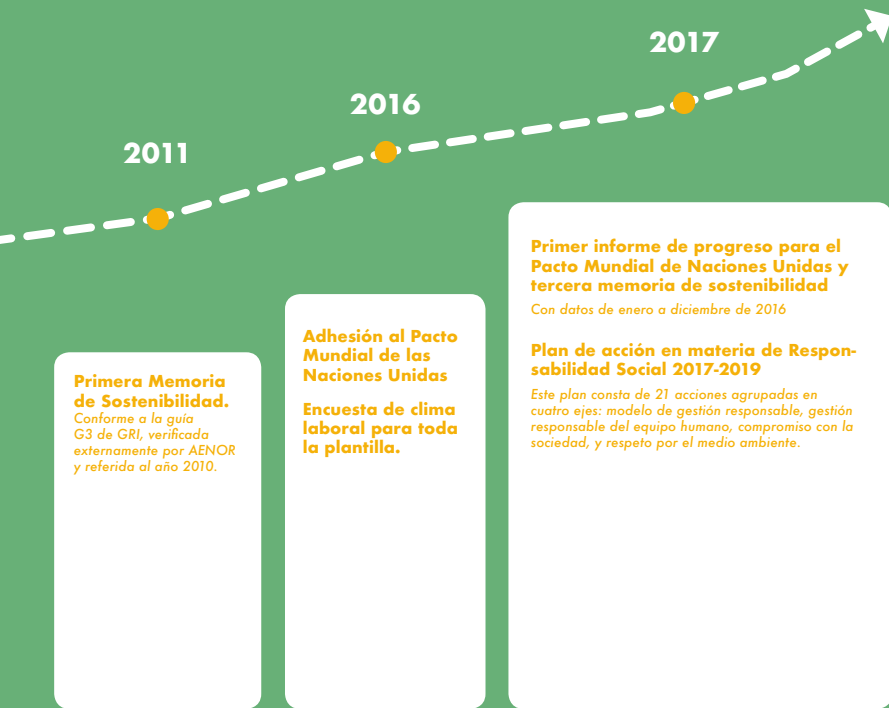 2011
Primera Memoria
de Sostenibilidad.
Conforme a la guía
G3 de GRI, verificada
externamente por AENOR
y referida al año 2010.
2016
Adhesión al Pacto
Mundial de las
Naciones Unidas
Encuesta de clima
laboral para toda
la plantilla.
2017
Primer informe de progreso para el
Pacto Mundial de Naciones Unidas y
tercera memoria de sostenibilidad
Con datos de enero a diciembre de 2016
Plan de acción en materia de Respon-
sabilidad Social 2017-2019
Este plan consta de 21 acciones agrupadas en
cuatro ejes: modelo de gestión responsable, gestión
responsable del equipo humano, compromiso con la
sociedad, y respeto por el medio ambiente.